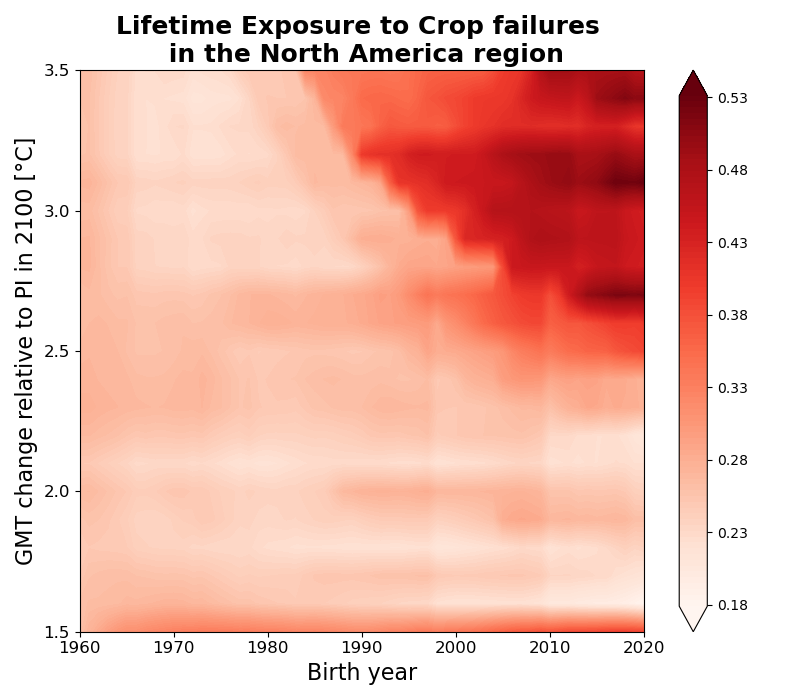 Lifetime Exposure to Crop failures
in the North America region
GMT change relative to PI in 2100 [°C]
3.5
3.0
2.5
2.0
1.5
1960 1970 1980 1990 2000 2010 2020
Birth year
0.53
0.48
0.43
0.38
0.33
0.28
0.23
0.18